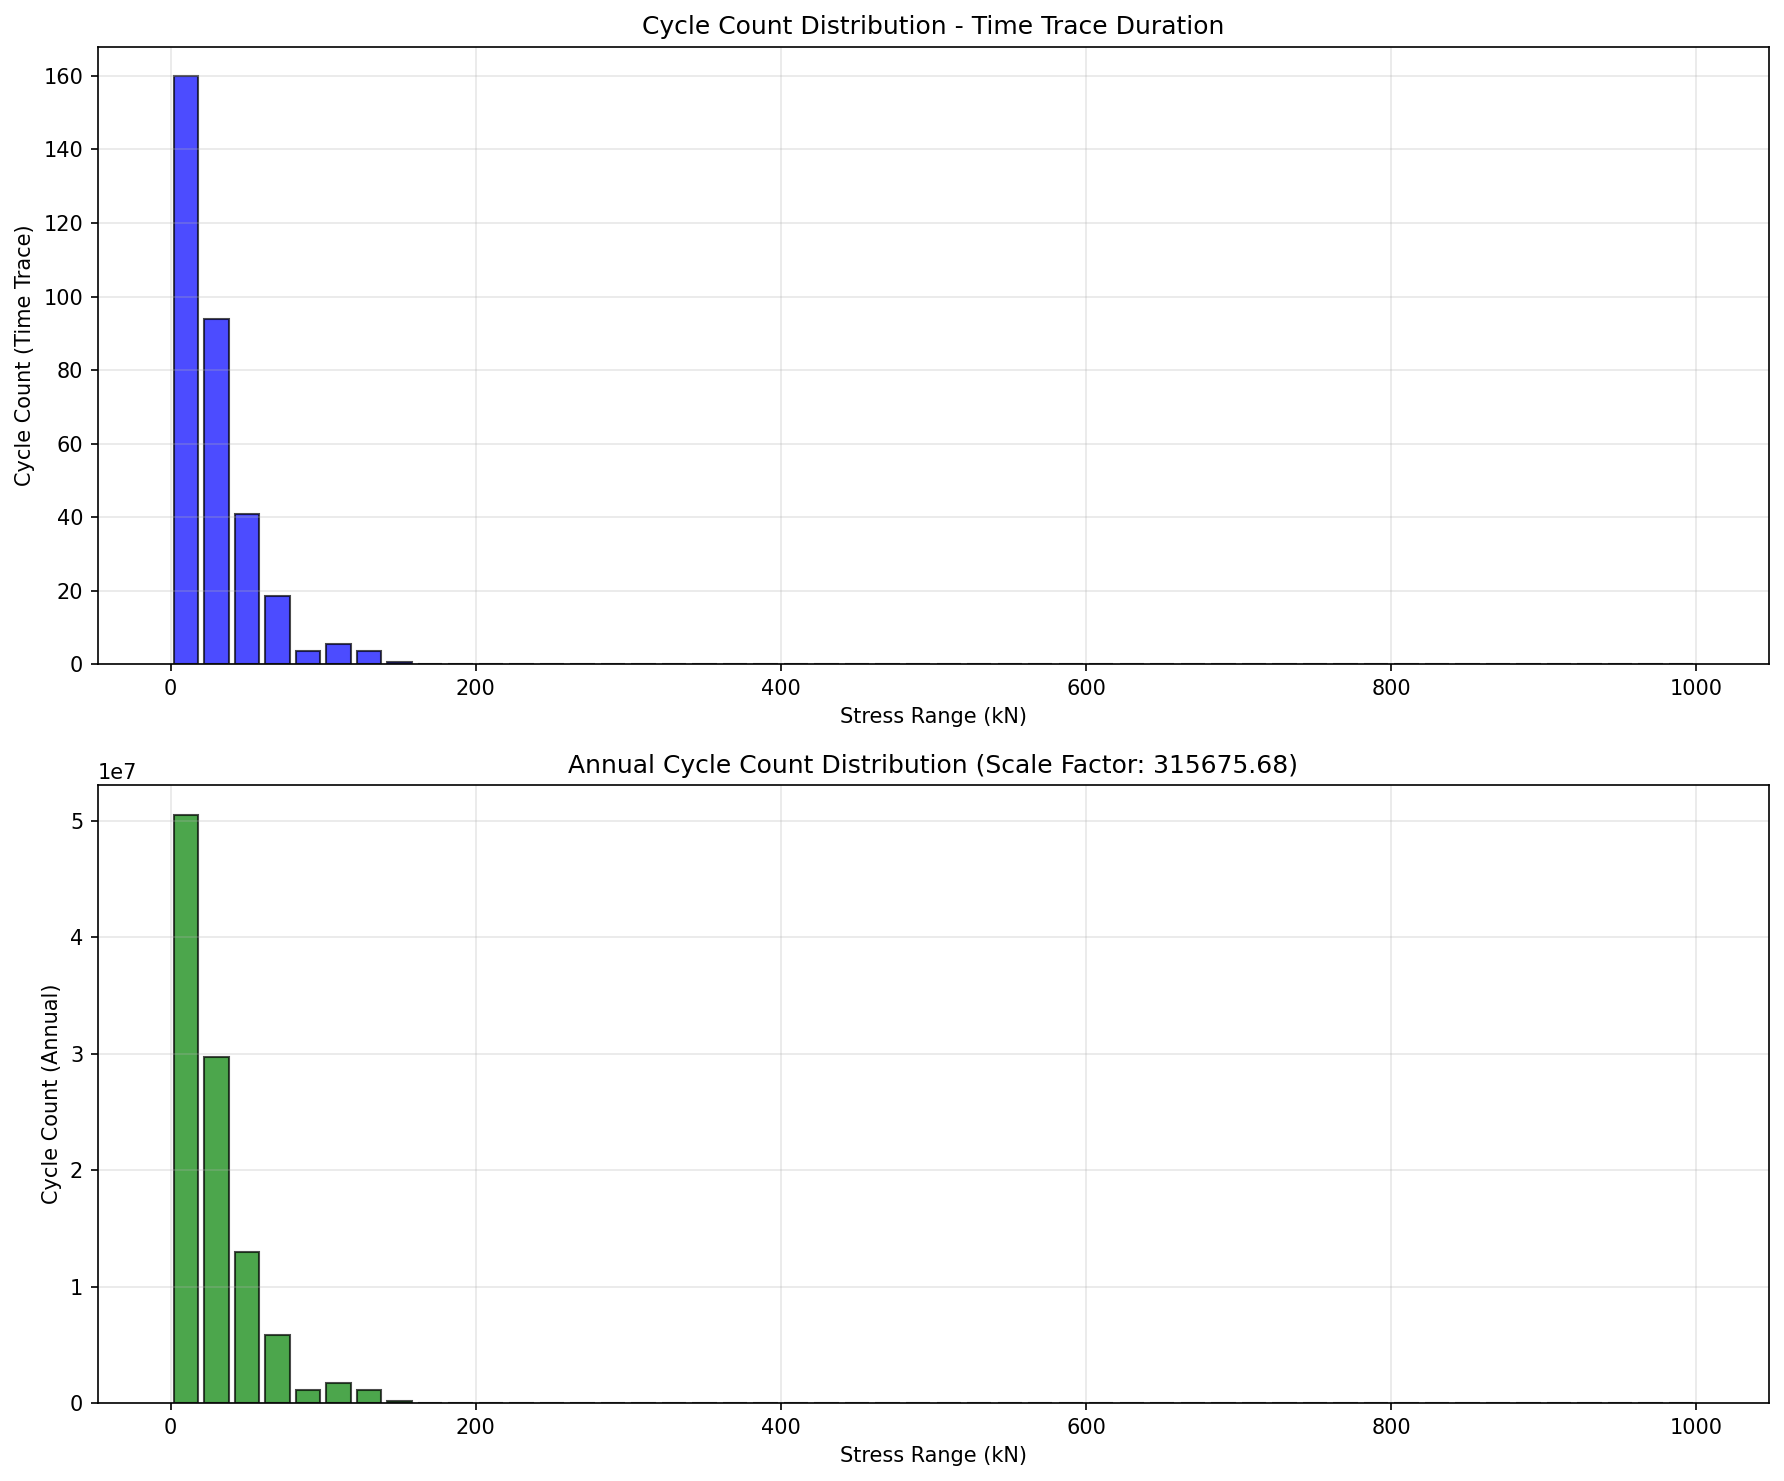 Cycle Count Distribution - Time Trace Duration
160
140
120
100
80
60
40
20
0
Cycle Count (Time Trace)
0 200 400 600 800 1000
Stress Range (kN)
Annual Cycle Count Distribution (Scale Factor: 315675.68)
1e7
5
4
3
2
1
0
Cycle Count (Annual)
0 200 400 600 800 1000
Stress Range (kN)